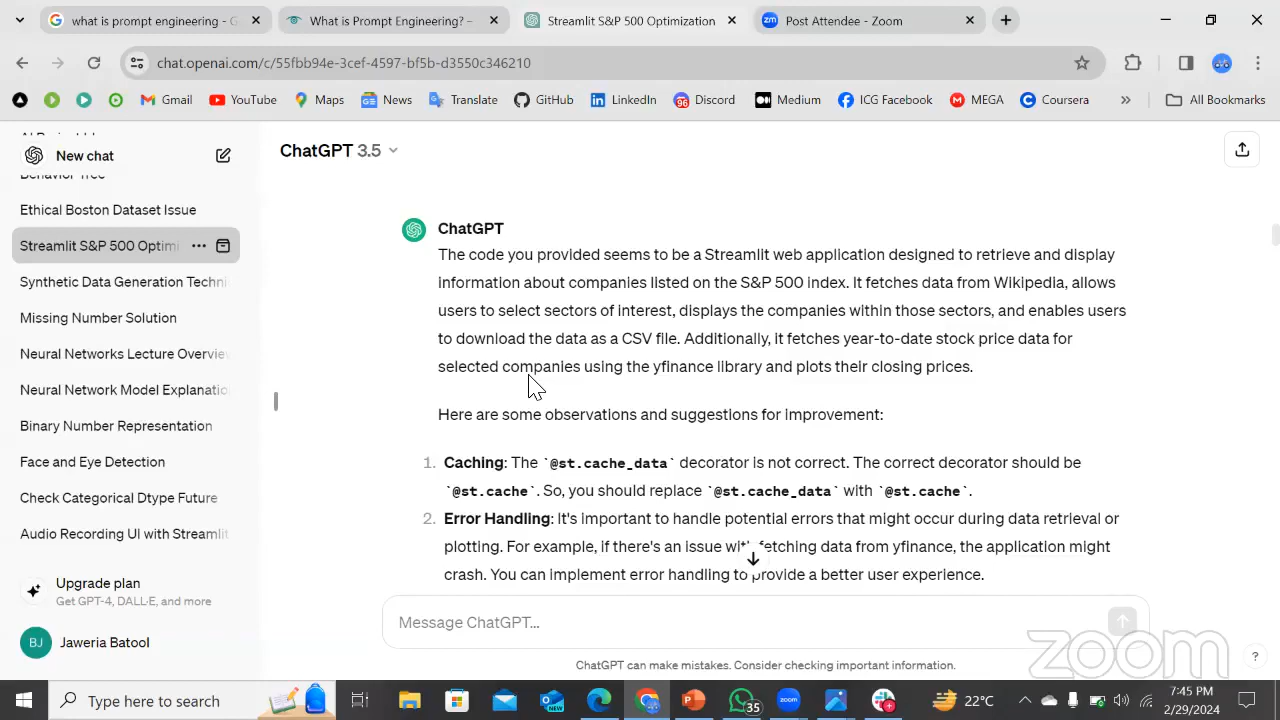 what is prompt engineering - G
What is Prompt Engineering? –
Streamlit S&P 500 Optimization
zm
Post Attendee - Zoom
chat.openai.com/c/55fbb94e-3cef-4597-bf5b-d3550c346210
Gmail
YouTube
Maps
News
Translate
GitHub
LinkedIn
96
Discord
Medium
ICG Facebook
MEGA
Coursera
All Bookmarks
New chat
Ethical Boston Dataset Issue
Streamlit S&P 500 Optimi
Synthetic Data Generation Techni
Missing Number Solution
Neural Networks Lecture Overview
Neural Network Model Explanatio
Binary Number Representation
Face and Eye Detection
Check Categorical Dtype Future
Audio Recording UI with Streamlit
Upgrade plan
Get GPT-4, DALL·E, and more
BJ
Jaweria Batool
ChatGPT 3.5
ChatGPT
The code you provided seems to be a Streamlit web application designed to retrieve and display
information about companies listed on the S&P 500 index. It fetches data from Wikipedia, allows
users to select sectors of interest, displays the companies within those sectors, and enables users
to download the data as a CSV file. Additionally, it fetches year-to-date stock price data for
selected companies using the yfinance library and plots their closing prices.
Here are some observations and suggestions for improvement:
1. Caching: The `@st.cache_data` decorator is not correct. The correct decorator should be
`@st.cache`. So, you should replace `@st.cache_data` with `@st.cache`.
2. Error Handling: It's important to handle potential errors that might occur during data retrieval or
plotting. For example, if there's an issue with fetching data from yfinance, the application might
crash. You can implement error handling to provide a better user experience.
Message ChatGPT...
ChatGPT can make mistakes. Consider checking important information.
?
zoom
Type here to search
NEW
35
zoom
22°C
7:45 PM
2/29/2024